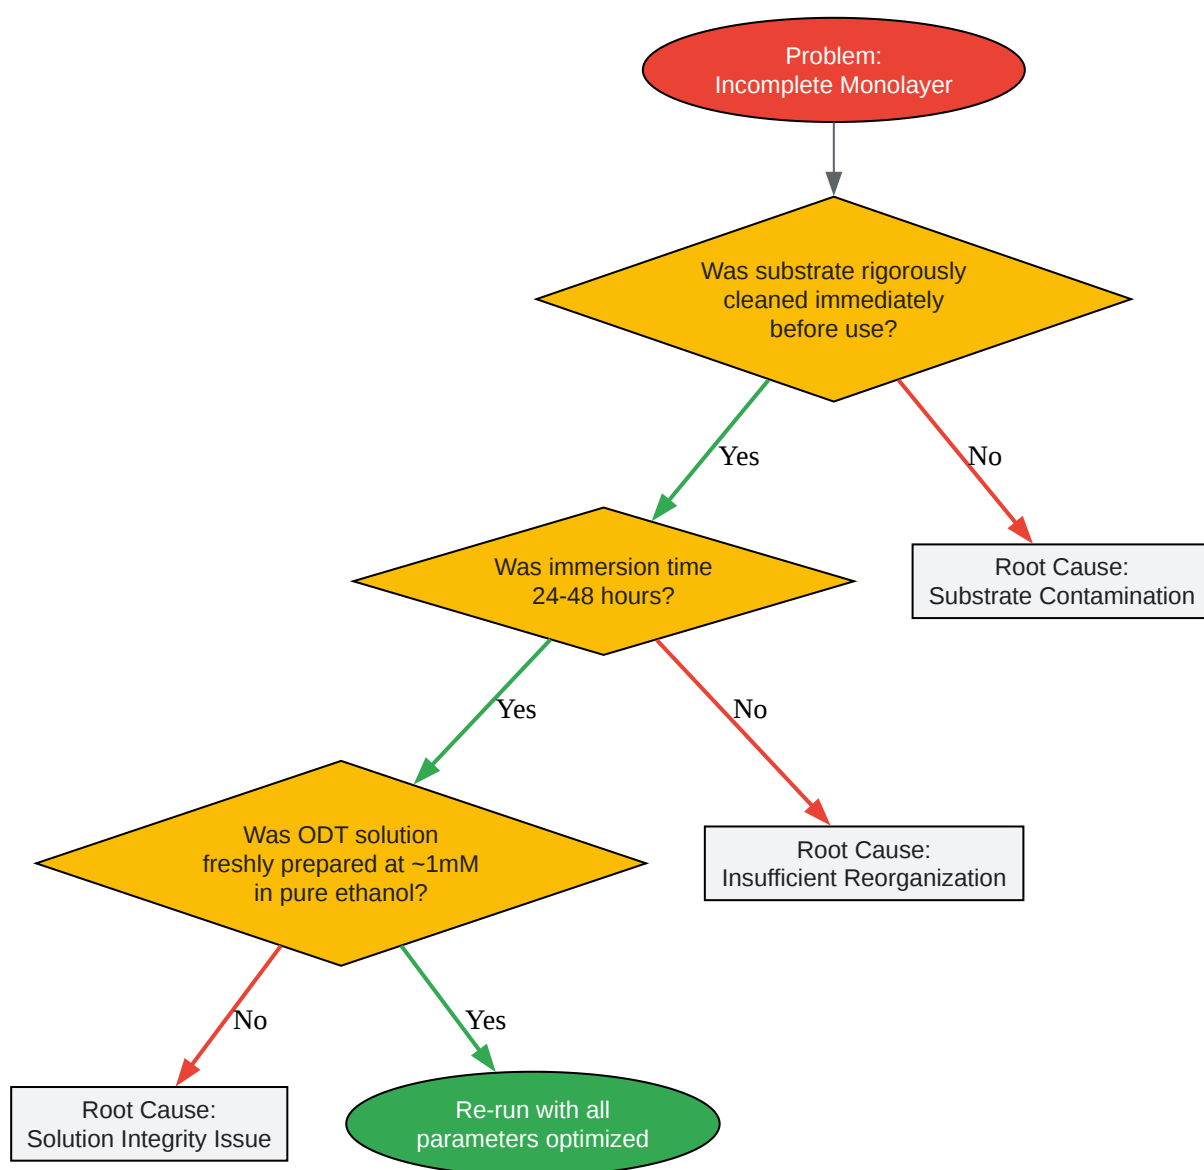 Problem:
Incomplete Monolayer
Was substrate rigorously
cleaned immediately
before use?
Yes
No
Was immersion time
24-48 hours?
Root Cause:
Substrate Contamination
Yes
No
Was ODT solution
freshly prepared at ~1mM
in pure ethanol?
Root Cause:
Insufficient Reorganization
No
Yes
Root Cause:
Solution Integrity Issue
Re-run with all
parameters optimized